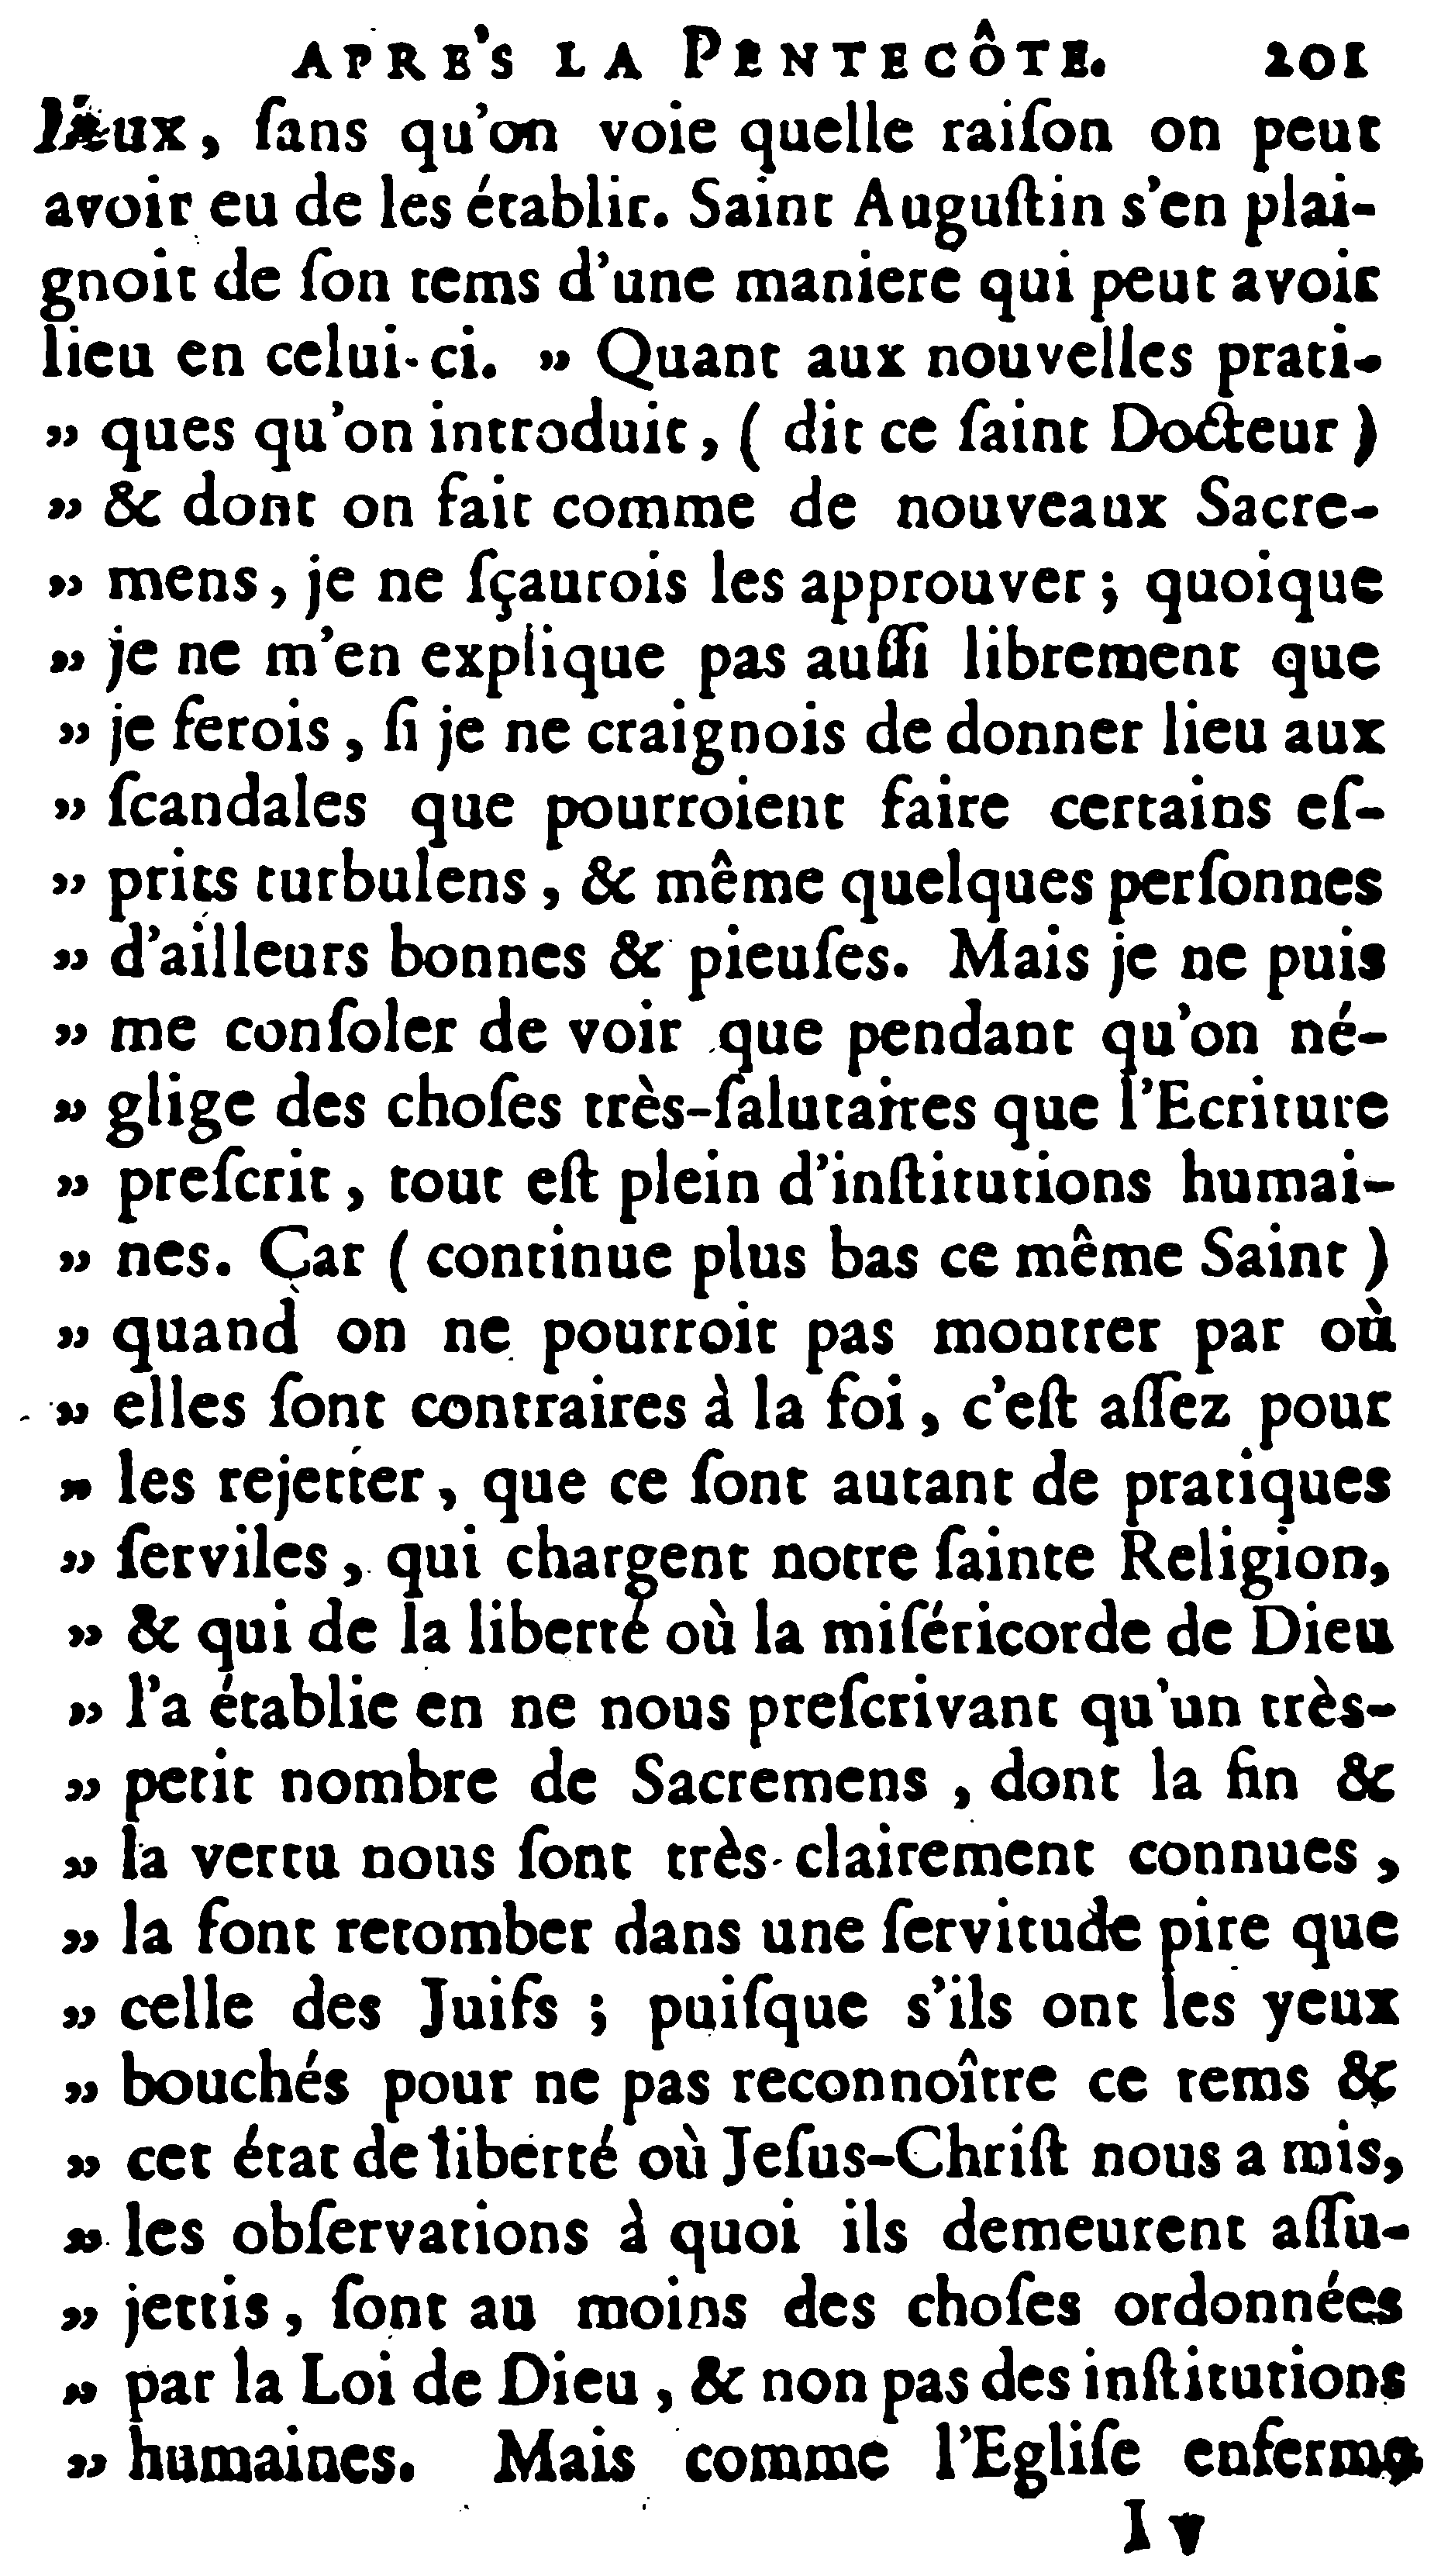 APRE'S LA PENTECÔTE. 201
lieux, ſans qu'on voie quelle raiſon on peut
avoir eu de les établir. Saint Auguſtin s'en plai-
gnoit de ſon tems d'une maniere qui peut avoir
lieu en celui-ci. „ Quant aux nouvelles prati-
„ ques qu'on introduit, ( dit ce ſaint Docteur )
„ & dont on fait comme de nouveaux Sacre-
„ mens, je ne ſçaurois les approuver ; quoique
„ je ne m'en explique pas auſſi librement que
„ je ferois, ſi je ne craignois de donner lieu aux
„ ſcandales que pourroient faire certains eſ-
„ prits turbulens, & même quelques perſonnes
„ d'ailleurs bonnes & pieuſes. Mais je ne puis
„ me conſoler de voir que pendant qu'on né-
„ glige des choſes très-ſalutaires que l'Ecriture
„ preſcrit, tout eſt plein d'inſtitutions humai-
„ nes. Car ( continue plus bas ce même Saint )
„ quand on ne pourroit pas montrer par où
„ elles ſont contraires à la foi, c'eſt aſſez pour
„ les rejetter, que ce ſont autant de pratiques
„ ſerviles, qui chargent notre ſainte Religion,
„ & qui de la liberté où la miſéricorde de Dieu
„ l'a établie en ne nous preſcrivant qu'un très-
„ petit nombre de Sacremens, dont la fin &
„ la vertu nous ſont très-clairement connues,
„ la font retomber dans une ſervitude pire que
„ celle des Juifs ; puiſque s'ils ont les yeux
„ bouchés pour ne pas reconnoître ce tems &
„ cet état de liberté où Jeſus-Chriſt nous a mis,
„ les obſervations à quoi ils demeurent aſſu-
„ jettis, ſont au moins des choſes ordonnées
„ par la Loi de Dieu, & non pas des inſtitutions
„ humaines. Mais comme l'Egliſe enferme
I v